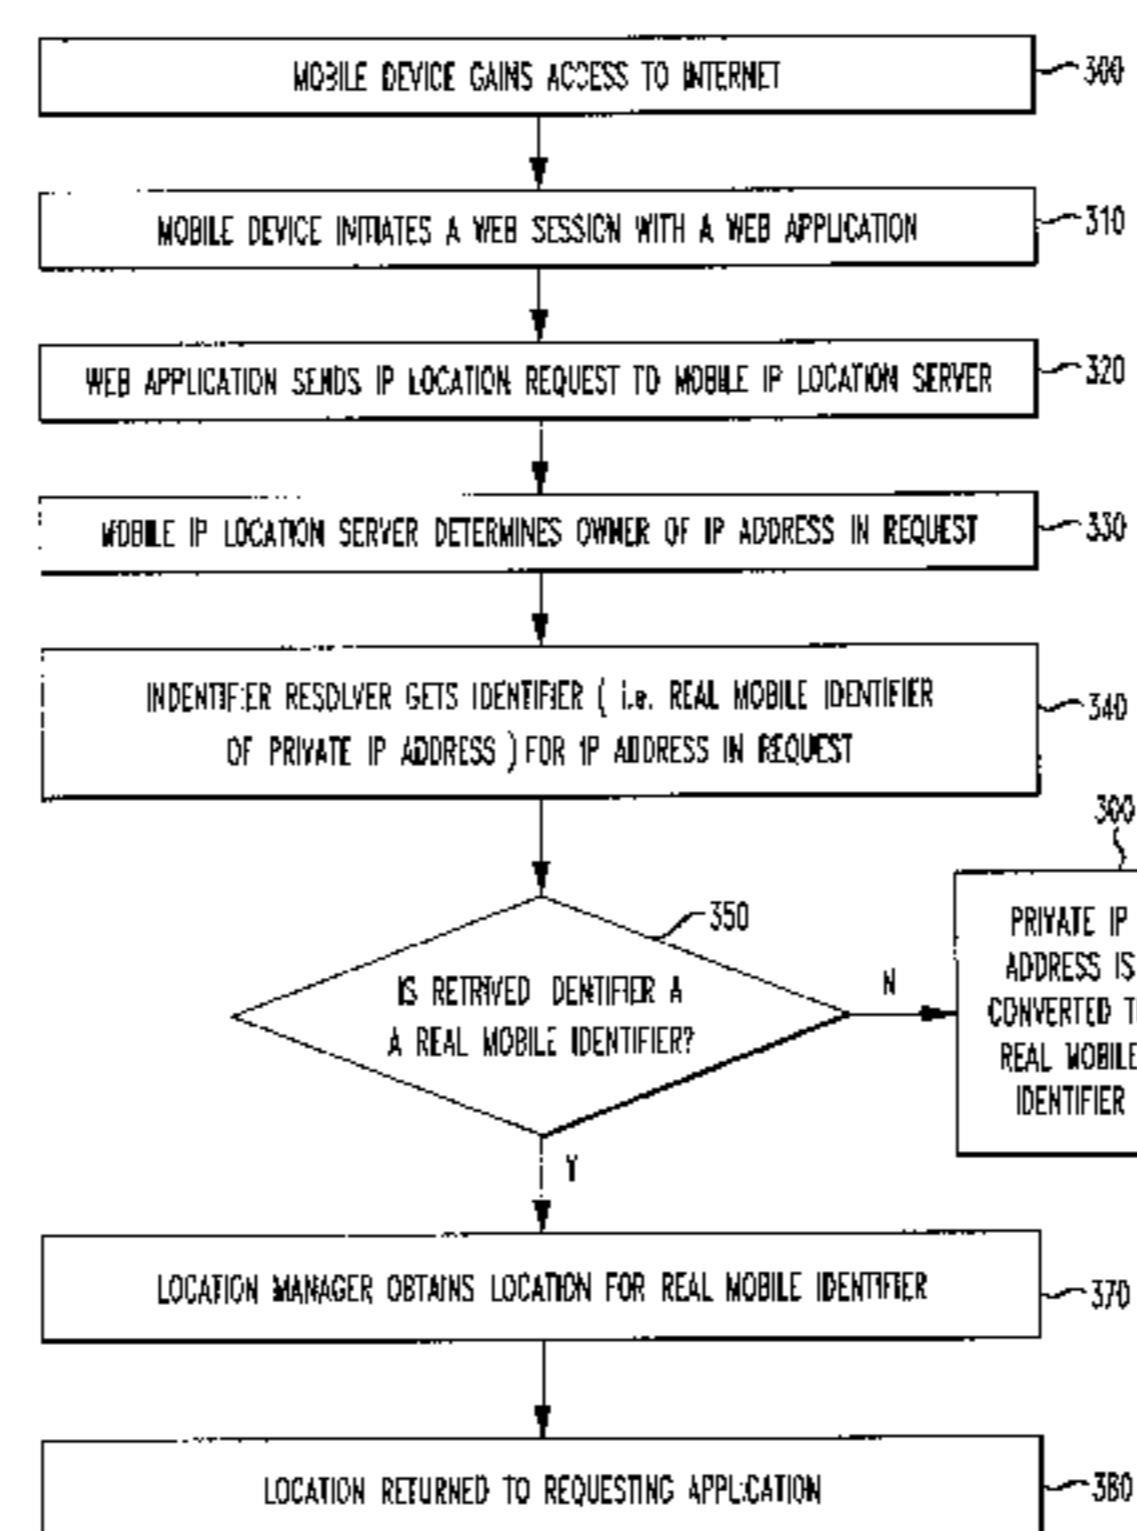 MOBILE DEVICE GAINS ACCESS TO INTERNET
300
MOBILE DEVICE INITIATES A WEB SESSION WITH A WEB APPLICATION
310
WEB APPLICATION SENDS IP LOCATION REQUEST TO MOBILE IP LOCATION SERVER
320
MOBILE IP LOCATION SERVER DETERMINES OWNER OF IP ADDRESS IN REQUEST
330
INDENTIFIER RESOLVER GETS IDENTIFIER ( i.e. REAL MOBILE IDENTIFIER
OF PRIVATE IP ADDRESS ) FOR IP ADDRESS IN REQUEST
340
350
IS RETRIVED DENTIFIER A
A REAL MOBILE IDENTIFIER?
N
Y
300
PRIVATE IP
ADDRESS IS
CONVERTED
REAL MOBILE
IDENTIFIER
LOCATION MANAGER OBTAINS LOCATION FOR REAL MOBILE IDENTIFIER
370
LOCATION RETURNED TO REQUESTING APPLICATION
380